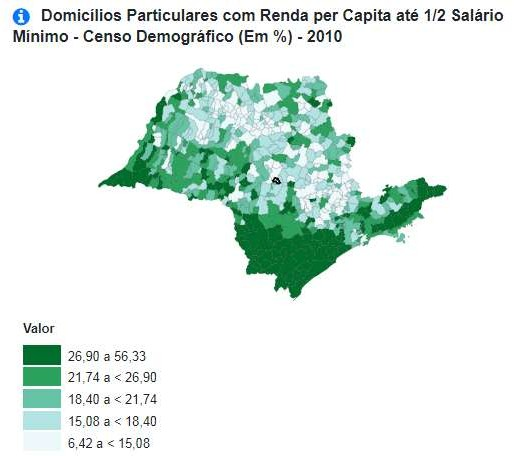 i Domicílios Particulares com Renda per Capita até 1/2 Salário
Mínimo - Censo Demográfico (Em %) - 2010
Valor
26,90 a 56,33
21,74 a < 26,90
18,40 a < 21,74
15,08 a < 18,40
6,42 a < 15,08